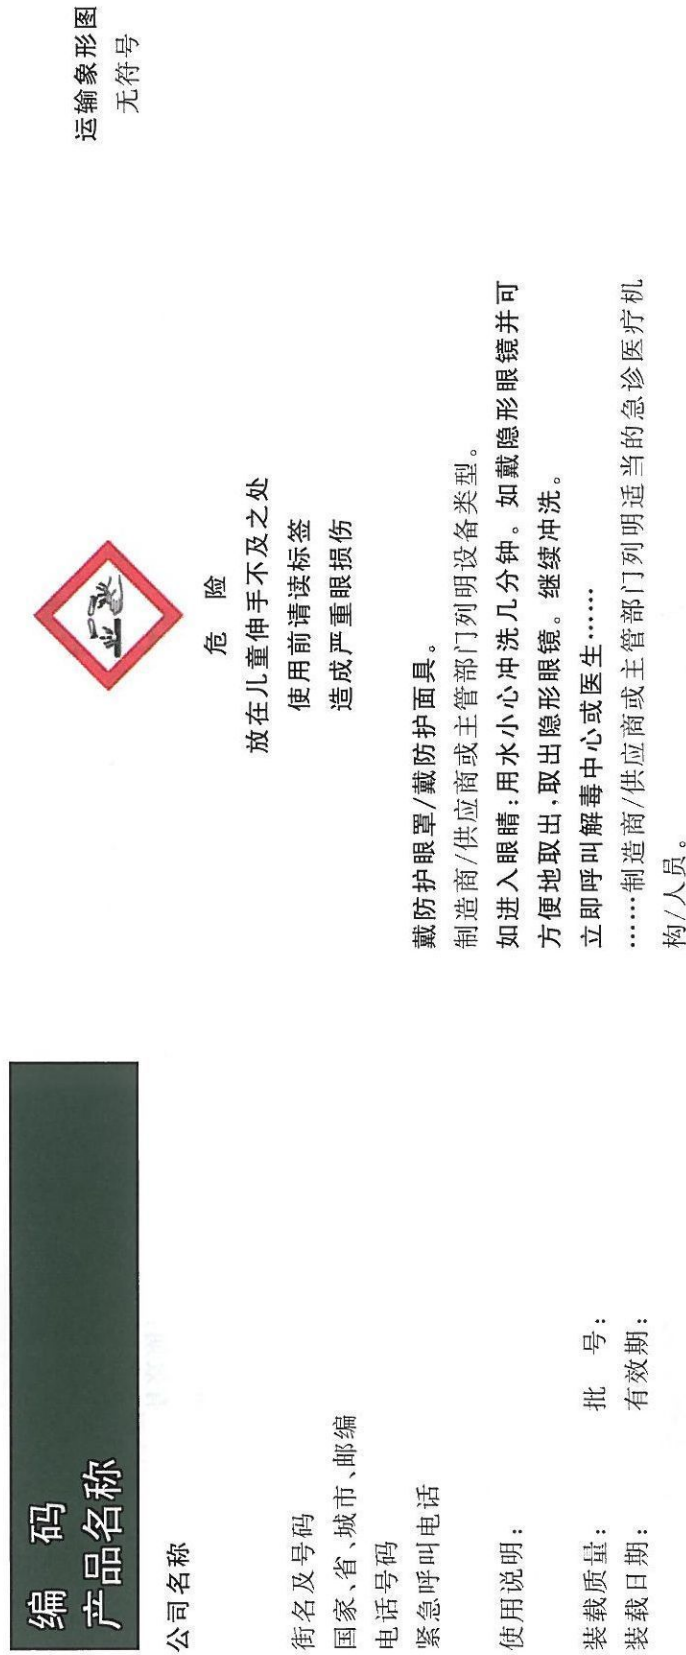 编 码
产品名称
公司名称
街名及号码
国家、省、城市、邮编
电话号码
紧急呼叫电话
使用说明:
装载质量: 批 号:
装载日期: 有效期:
危 险
放在儿童伸手不及之处
使用前请读标签
造成严重眼损伤
戴防护眼罩/戴防护面具。
制造商/供应商或主管部门列明设备类型。
如进入眼睛:用水小心冲洗几分钟。如戴隐形眼镜并可
方便地取出,取出隐形眼镜。继续冲洗。
立即呼叫解毒中心或医生……
……制造商/供应商或主管部门列明适当的急诊医疗机
构/人员。
运输象形图
无符号